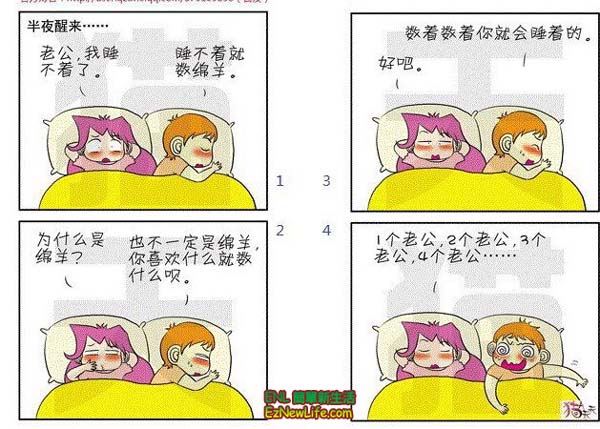 半夜醒来……
老公,我睡
不着了。
睡不着就
数绵羊。
1
为什么是
绵羊?
也不一定是绵羊,
你喜欢什么就数
什么呗。
2
数着数着你就会睡着的。
好吧。
3
4
1个老公,2个老公,3个
老公,4个老公……
ENL 簡單新生活
EzNewLife.com